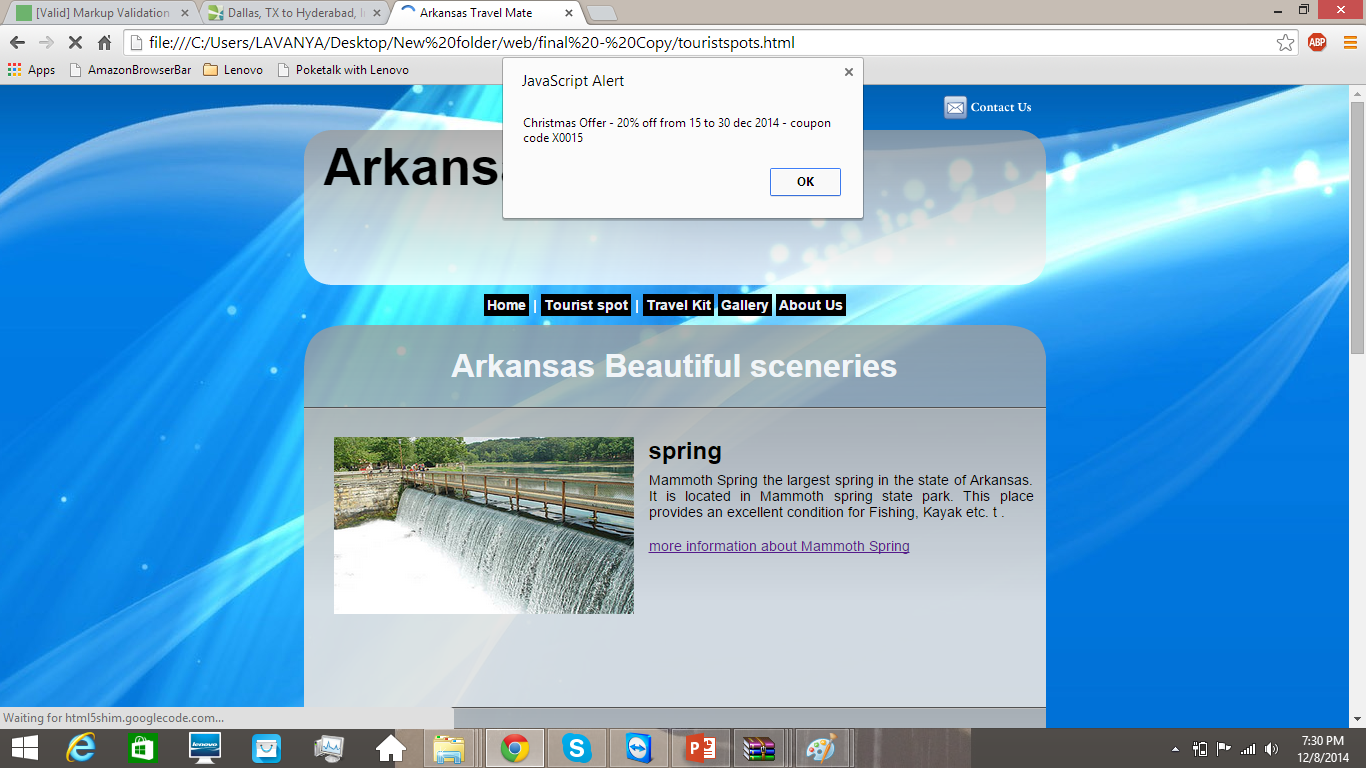 [Valid] Markup Validation
Dallas, TX to Hyderabad, I
Arkansas Travel Mate
file:///C:/Users/LAVANYA/Desktop/New%20folder/web/final%20-%20Copy/touristspots.html
ABP
Apps
AmazonBrowserBar
Lenovo
Poketalk with Lenovo
JavaScript Alert
Christmas Offer - 20% off from 15 to 30 dec 2014 - coupon
code X0015
OK
Contact Us
Arkansa
Home | Tourist spot | Travel Kit Gallery About Us
Arkansas Beautiful sceneries
spring
Mammoth Spring the largest spring in the state of Arkansas.
It is located in Mammoth spring state park. This place
provides an excellent condition for Fishing, Kayak etc. t .
more information about Mammoth Spring
Waiting for html5shim.googlecode.com...
lenovo
7:30 PM
12/8/2014